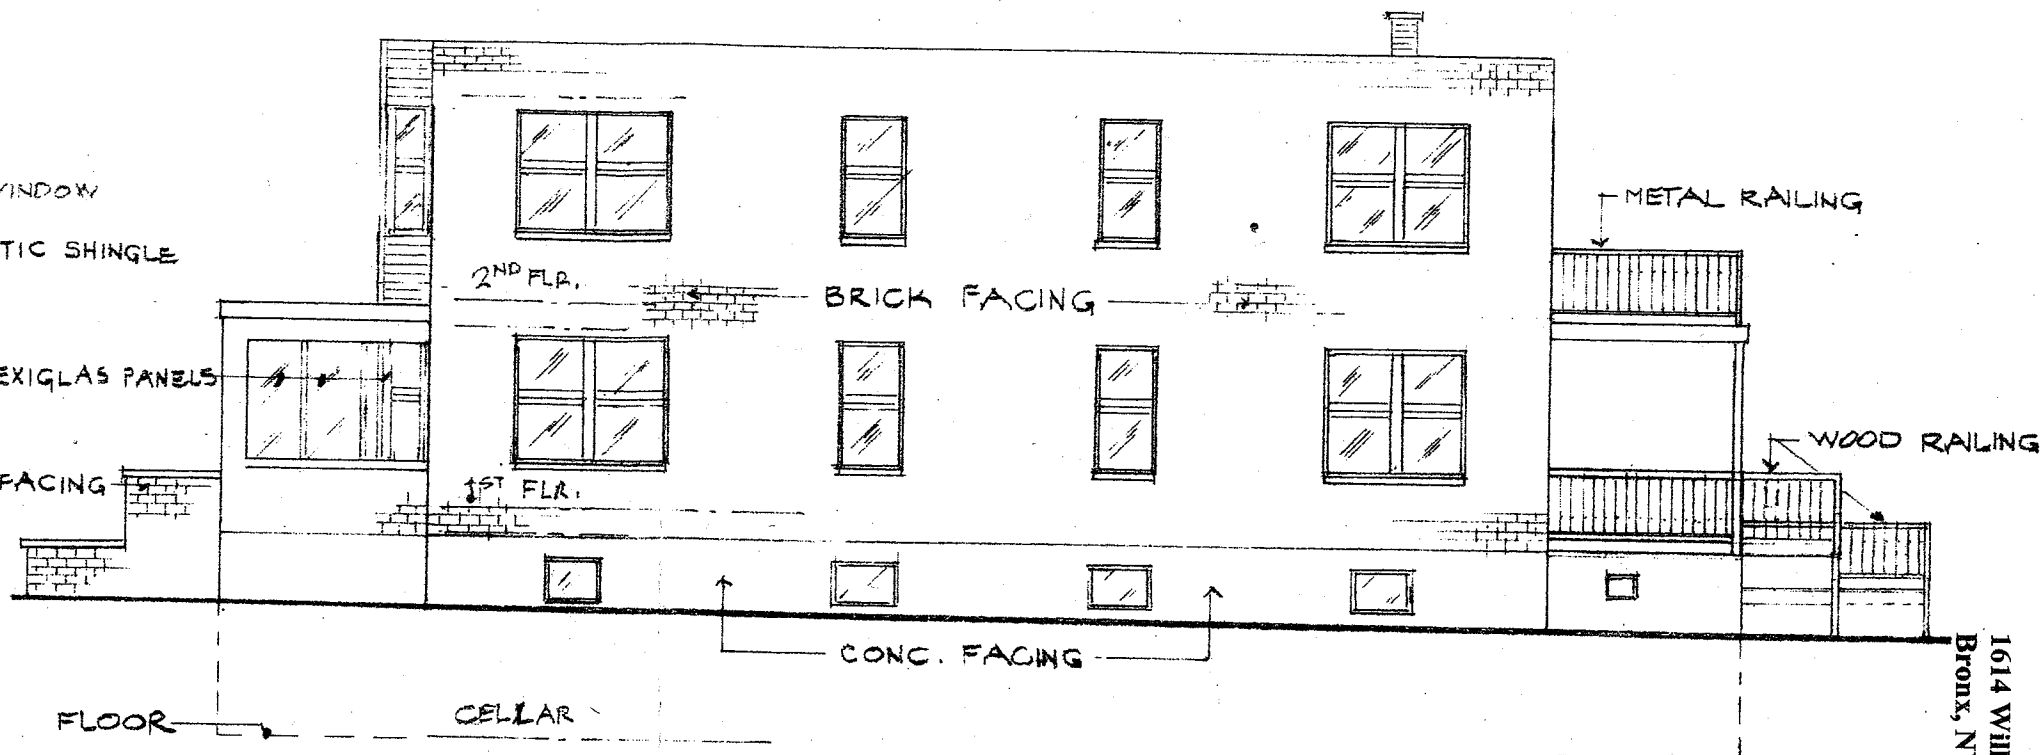 WINDOW
TIC SHINGLE
EXIGLAS PANELS
FACING
2ND FLR.
BRICK FACING
METAL RAILING
WOOD RAILING
1ST FLR.
CONC. FACING
FLOOR
CELLAR
1614 Will
Bronx, N